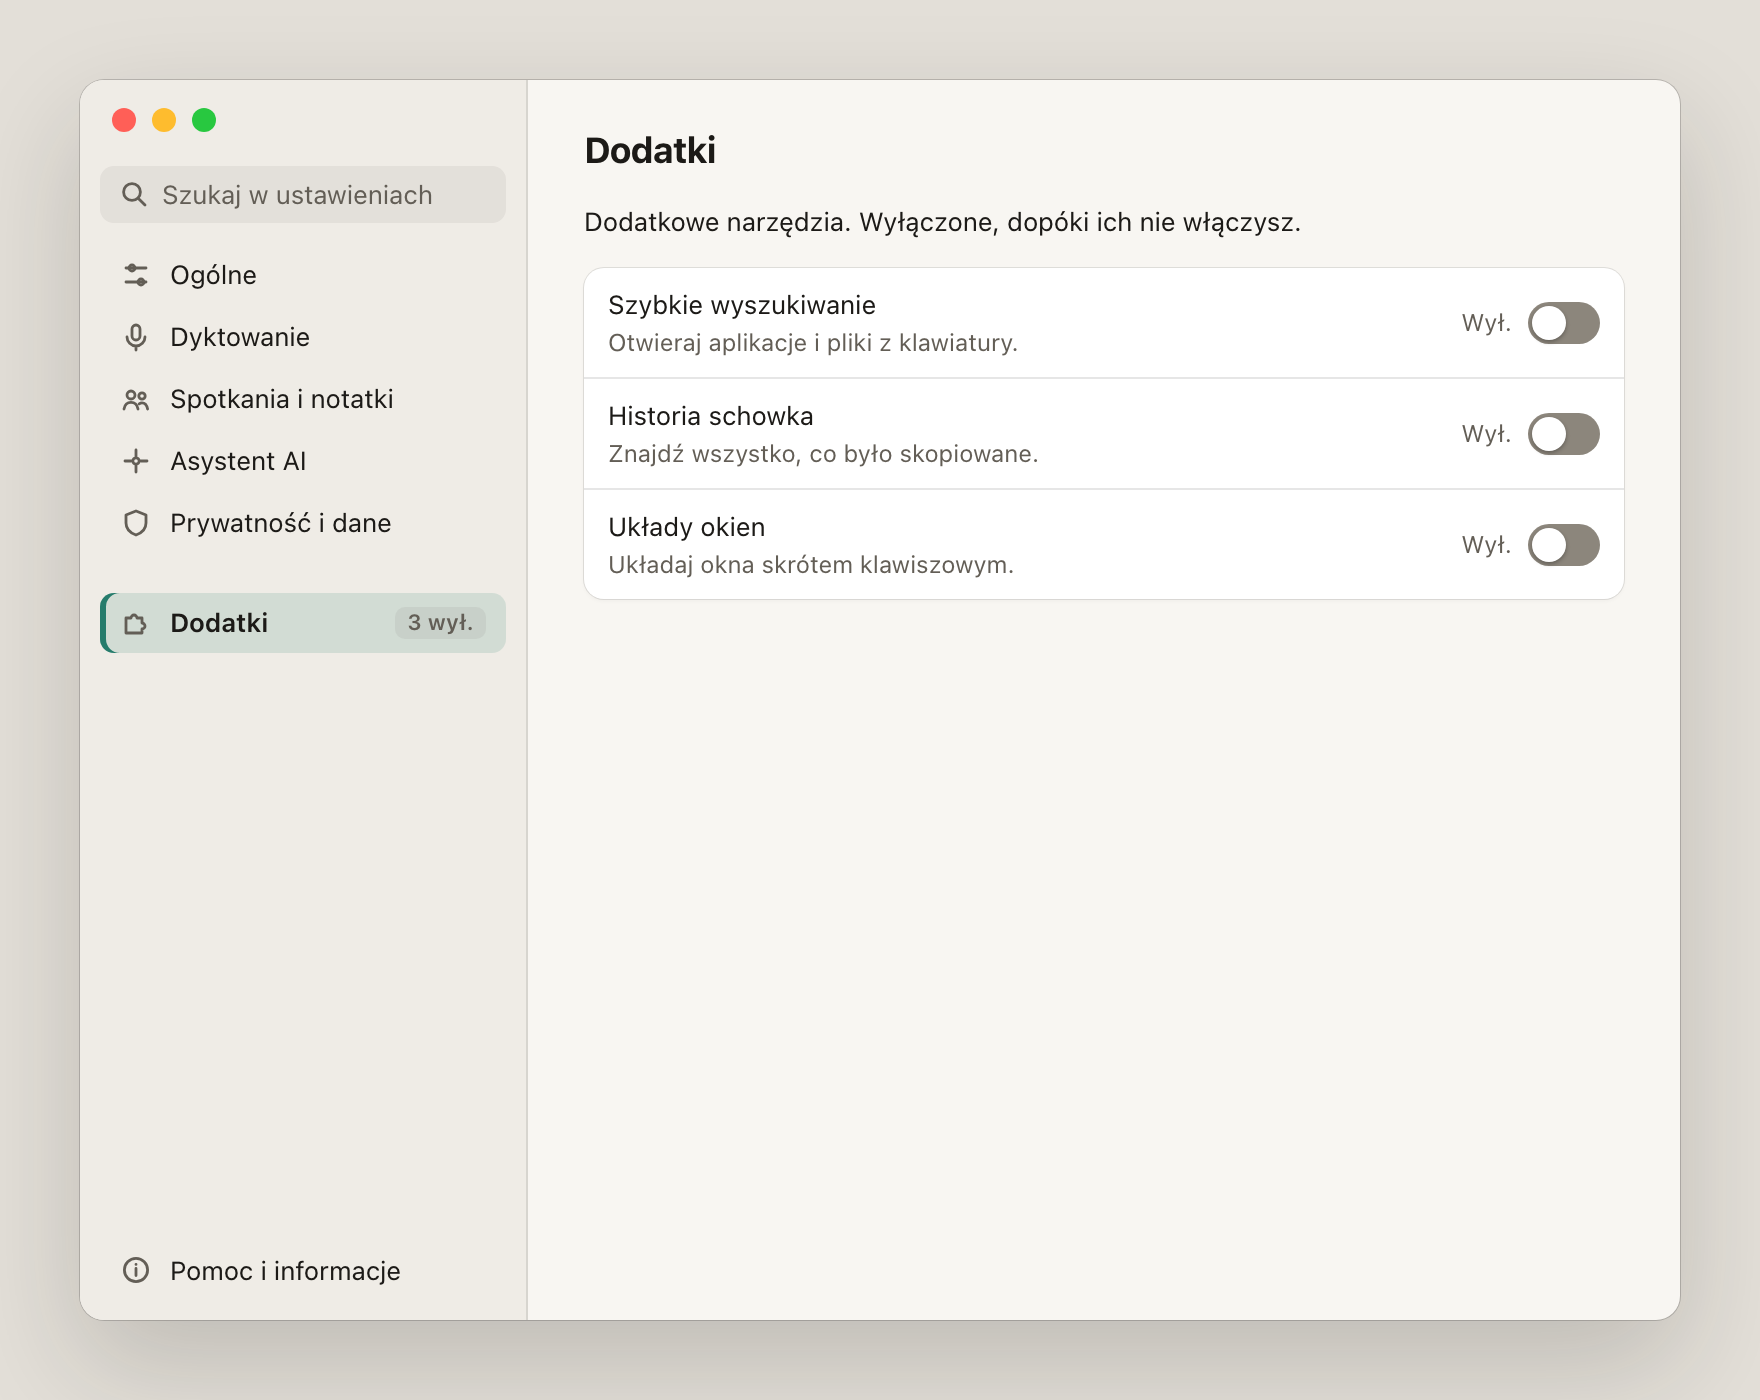 Szukaj w ustawieniach
Ogólne
Dyktowanie
Spotkania i notatki
Asystent AI
Prywatność i dane
Dodatki
3 wył.
Pomoc i informacje
Dodatki
Dodatkowe narzędzia. Wyłączone, dopóki ich nie włączysz.
Szybkie wyszukiwanie
Otwieraj aplikacje i pliki z klawiatury.
Wył.
Historia schowka
Znajdź wszystko, co było skopiowane.
Wył.
Układy okien
Układaj okna skrótem klawiszowym.
Wył.